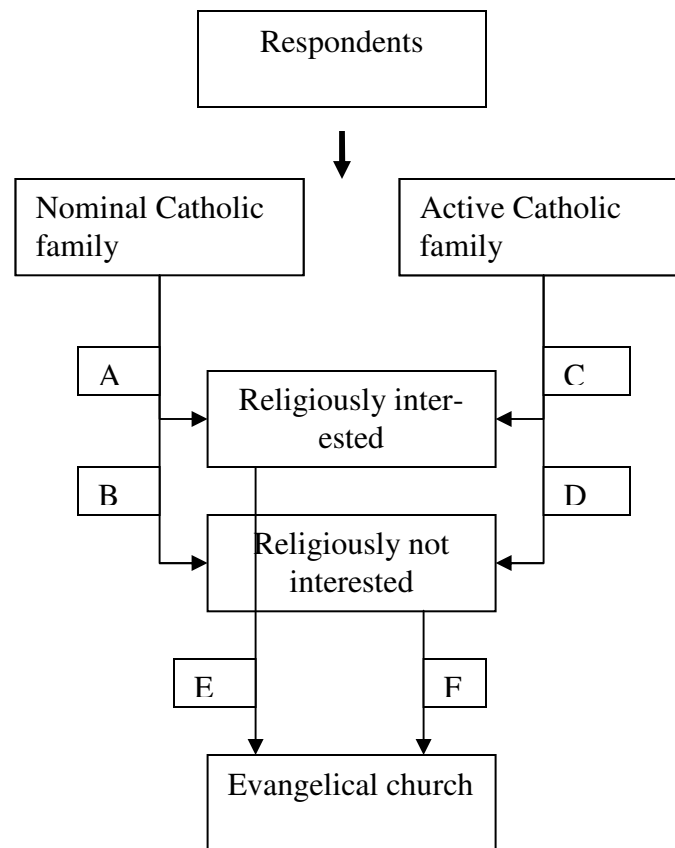 Respondents
Nominal Catholic
family
Active Catholic
family
A
C
Religiously inter-
ested
B
D
Religiously not
interested
E
F
Evangelical church